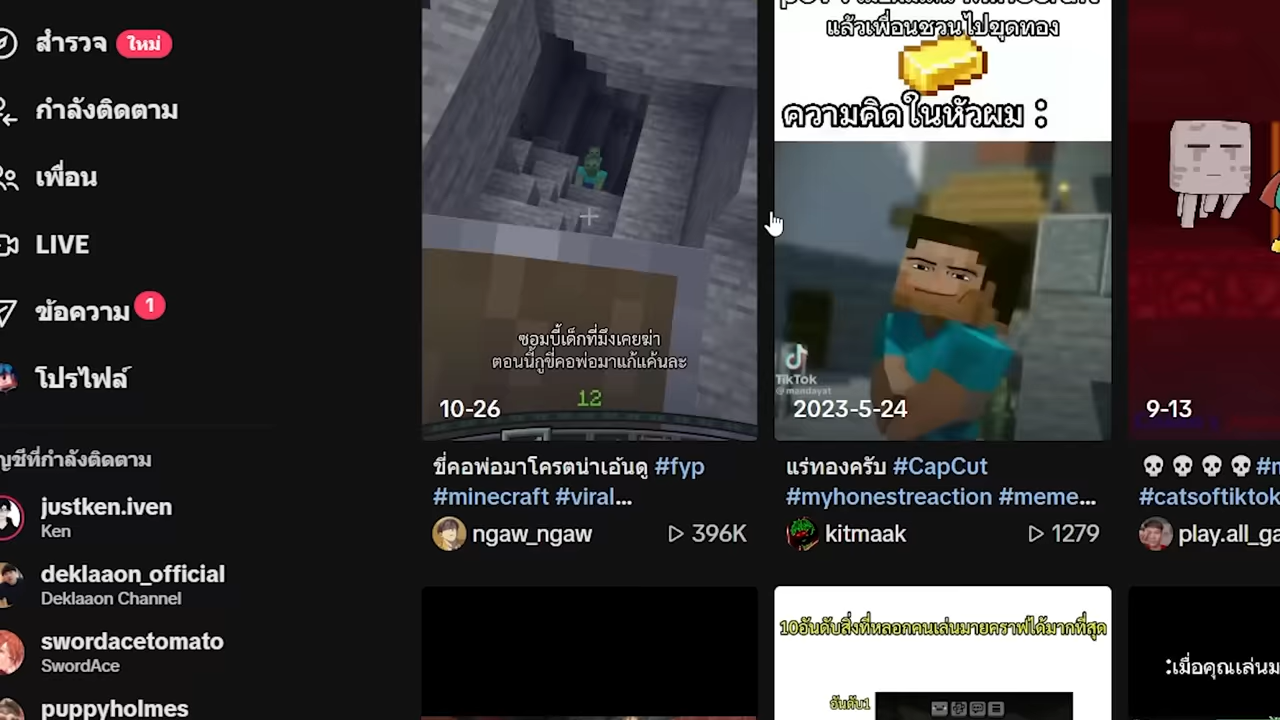 สำรวจ ใหม่
กำลังติดตาม
เพื่อน
LIVE
ข้อความ 1
โปรไฟล์
ที่กำลังติดตาม
justken.iven
Ken
deklaaon_official
Deklaaon Channel
swordacetomato
SwordAce
puppyholmes
ซอมบี้เด็กที่มึงเคยฆ่า
ตอนนี้กูขี่คอพ่อมาแก้แค้นละ
12
10-26
ขี่คอพ่อมาโครตน่าเอ้นดู #fyp
#minecraft #viral...
ngaw_ngaw 396K
แล้วเพื่อนชวนไปขุดทอง
ความคิดในหัวผม :
TikTok
@mandayat
2023-5-24
แร่ทองครับ #CapCut
#myhonestreaction #meme...
kitmaak 1279
9-13
💀 💀 💀 💀 #m
#catsoftiktok
play.all_ga
10อันดับสิ่งที่หลอกคนเล่นมายคราฟได้มากที่สุด
อันดับ1
:เมื่อคุณเล่นม